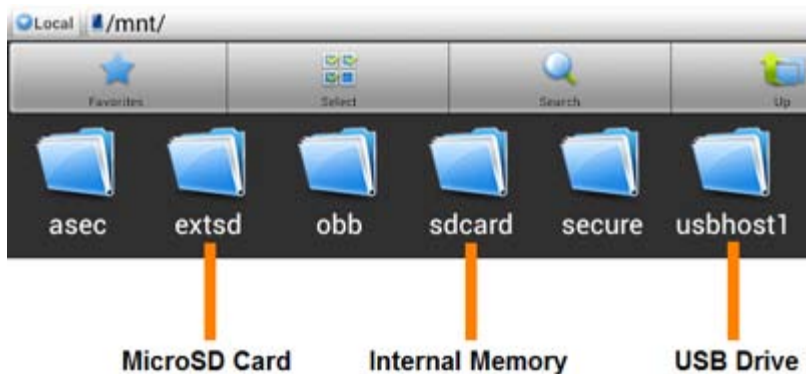 Local /mnt/
Favorites Select Search Up
asec extsd obb sdcard secure usbhost1
MicroSD Card Internal Memory USB Drive